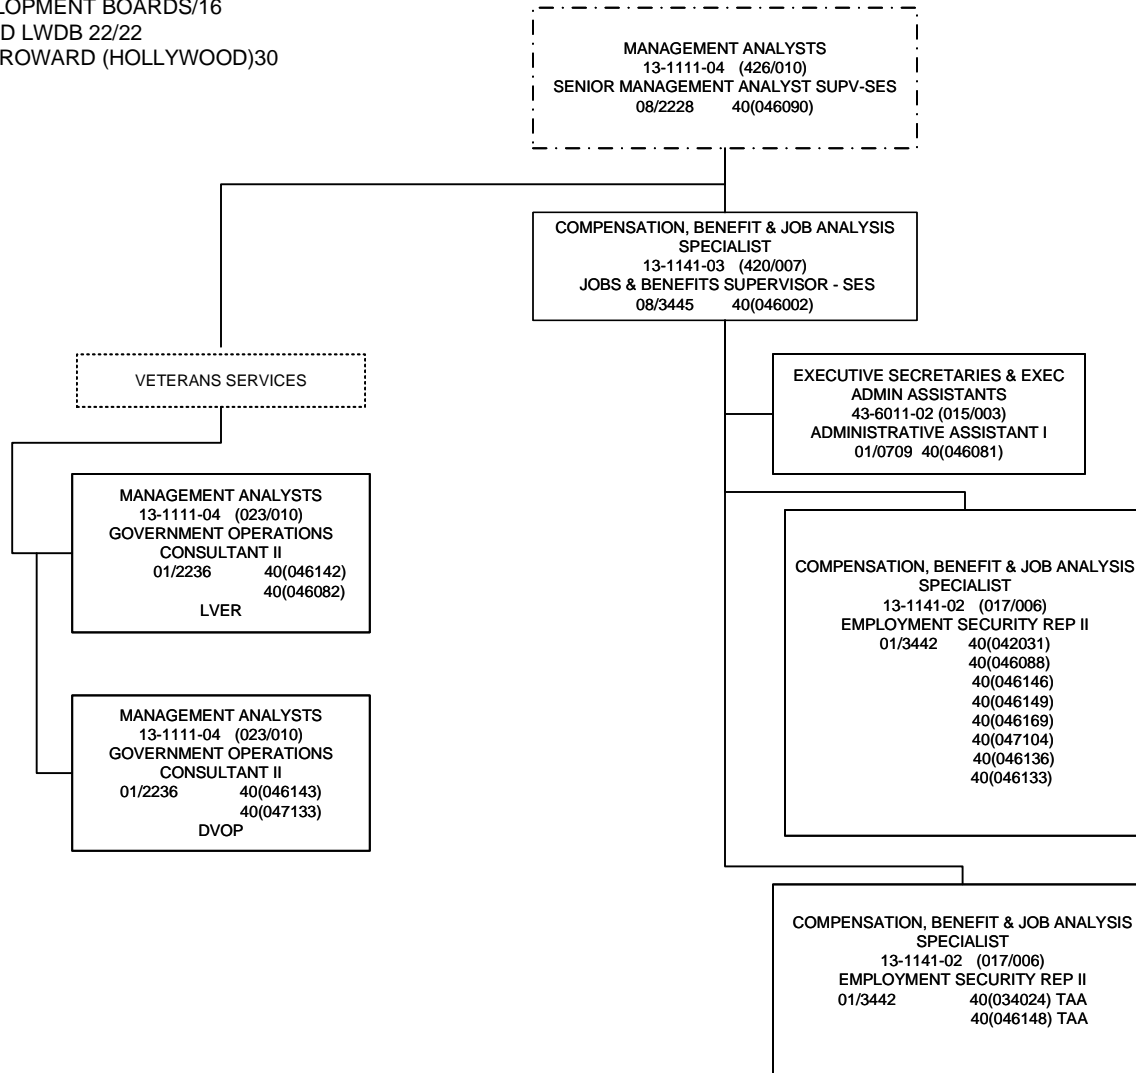 LOPMENT BOARDS/16
D LWDB 22/22
ROWARD (HOLLYWOOD)30
MANAGEMENT ANALYSTS
13-1111-04 (426/010)
SENIOR MANAGEMENT ANALYST SUPV-SES
08/2228 40(046090)
COMPENSATION, BENEFIT & JOB ANALYSIS
SPECIALIST
13-1141-03 (420/007)
JOBS & BENEFITS SUPERVISOR - SES
08/3445 40(046002)
VETERANS SERVICES
EXECUTIVE SECRETARIES & EXEC
ADMIN ASSISTANTS
43-6011-02 (015/003)
ADMINISTRATIVE ASSISTANT I
01/0709 40(046081)
MANAGEMENT ANALYSTS
13-1111-04 (023/010)
GOVERNMENT OPERATIONS
CONSULTANT II
01/2236 40(046142)
40(046082)
LVER
COMPENSATION, BENEFIT & JOB ANALYSIS
SPECIALIST
13-1141-02 (017/006)
EMPLOYMENT SECURITY REP II
01/3442 40(042031)
40(046088)
40(046146)
40(046149)
40(046169)
40(047104)
40(046136)
40(046133)
MANAGEMENT ANALYSTS
13-1111-04 (023/010)
GOVERNMENT OPERATIONS
CONSULTANT II
01/2236 40(046143)
40(047133)
DVOP
COMPENSATION, BENEFIT & JOB ANALYSIS
SPECIALIST
13-1141-02 (017/006)
EMPLOYMENT SECURITY REP II
01/3442 40(034024) TAA
40(046148) TAA